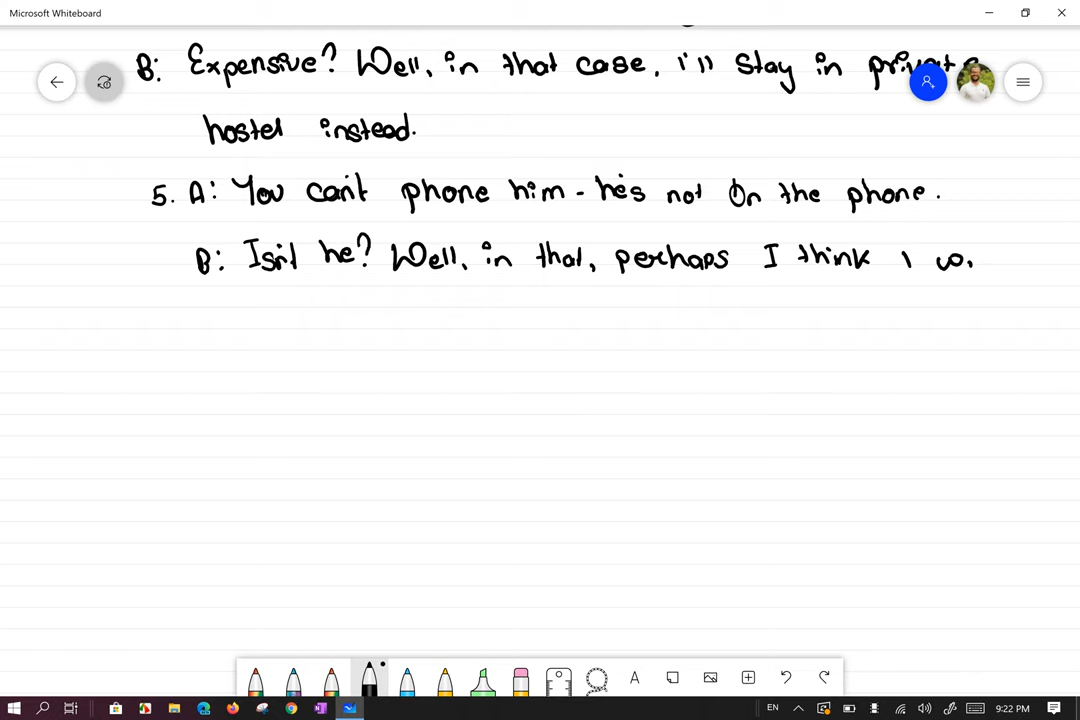 Microsoft Whiteboard
B: Expensive? Well, in that case, i'll stay in private
hostel instead.
5. A: You can't phone him - he's not on the phone.
B: Isn't he? Well, in that, perhaps I think I
A
EN 9:22 PM